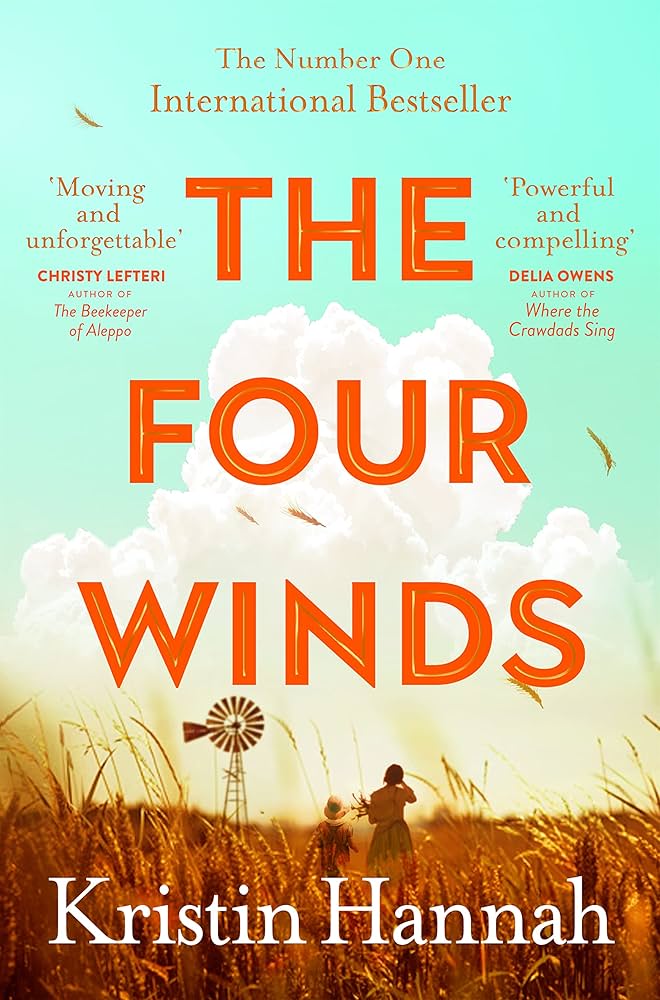 The Number One
International Bestseller
‘Moving
and
unforgettable’
CHRISTY LEFTERI
AUTHOR OF
The Beekeeper
of Aleppo
‘Powerful
and
compelling’
DELIA OWENS
AUTHOR OF
Where the
Crawdads Sing
THE
FOUR
WINDS
Kristin Hannah